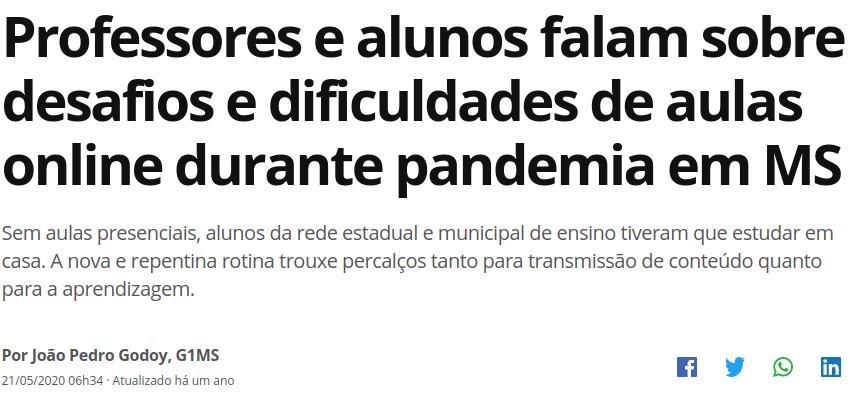 Professores e alunos falam sobre
desafios e dificuldades de aulas
online durante pandemia em MS
Sem aulas presenciais, alunos da rede estadual e municipal de ensino tiveram que estudar em
casa. A nova e repentina rotina trouxe percalços tanto para transmissão de conteúdo quanto
para a aprendizagem.
Por João Pedro Godoy, G1MS
21/05/2020 06h34 · Atualizado há um ano